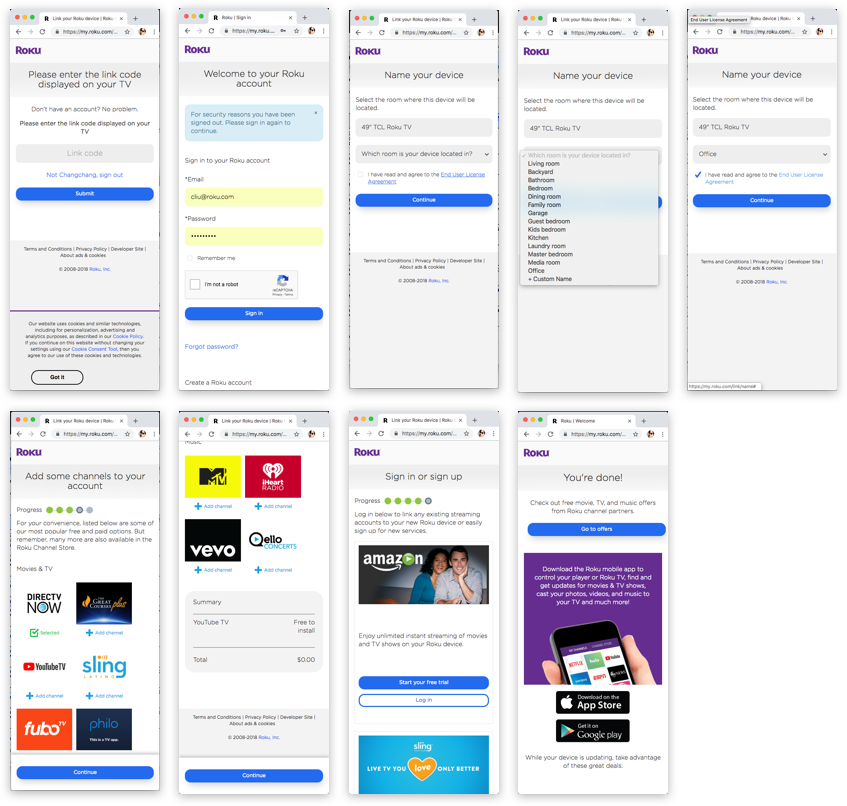 Link your Roku device | Roku
https://my.roku.com/...
Roku
Please enter the link code
displayed on your TV
Don't have an account? No problem.
Please enter the link code displayed on your
TV
Link code
Not Changchang, sign out
Submit
Terms and Conditions | Privacy Policy | Developer Site |
About ads & cookies
© 2008-2018 Roku, Inc.
Our website uses cookies and similar technologies,
including for personalization, advertising and
analytics purposes, as described in our Cookie Policy.
If you continue on this website without changing your
settings using our Cookie Consent Tool, then you
agree to our use of these cookies and technologies.
Got it
Roku | Sign in
https://my.roku.com...
Roku
Welcome to your Roku
account
For security reasons you have been
signed out. Please sign in again to
continue.
×
Sign in to your Roku account
*Email
cliu@roku.com
*Password
•••••••••
Remember me
I'm not a robot
reCAPTCHA
Privacy - Terms
Sign in
Forgot password?
Create a Roku account
Link your Roku device | Roku
https://my.roku.com/...
Roku
Name your device
Select the room where this device will be
located.
49" TCL Roku TV
Which room is your device located in?
I have read and agree to the End User License
Agreement
Continue
Terms and Conditions | Privacy Policy | Developer Site |
About ads & cookies
© 2008-2018 Roku, Inc.
Link your Roku device | Roku
https://my.roku.com/...
Roku
Name your device
Select the room where this device will be
located.
49" TCL Roku TV
✓ Which room is your device located in?
Living room
Backyard
Bathroom
Bedroom
Dining room
Family room
Garage
Guest bedroom
Kids bedroom
Kitchen
Laundry room
Master bedroom
Media room
Office
+ Custom Name
End User License Agreement
https://my.roku.com/...
Roku
Name your device
Select the room where this device will be
located.
49" TCL Roku TV
Office
I have read and agree to the End User License
Agreement
Continue
Terms and Conditions | Privacy Policy | Developer Site |
About ads & cookies
© 2008-2018 Roku, Inc.
https://my.roku.com/link/name#
Link your Roku device | Roku
https://my.roku.com/...
Roku
Add some channels to your
account
Progress
For your convenience, listed below are some of
our most popular free and paid options. But
remember, many more are also available in the
Roku Channel Store.
Movies & TV
DIRECTV
NOW
THE
GREAT
COURSES plus
Selected
Add channel
YouTubeTV
sling
LATINO
Add channel
Add channel
fuboTV
philo
This is a TV app.
Continue
Link your Roku device | Roku
https://my.roku.com/...
Music
MTV
iHeart
RADIO
Add channel
Add channel
vevo
Qello
CONCERTS
Add channel
Add channel
Summary
YouTube TV
Free to
install
Total
$0.00
Terms and Conditions | Privacy Policy | Developer Site |
About ads & cookies
© 2008-2018 Roku, Inc.
Continue
Link your Roku device | Roku
https://my.roku.com/...
Roku
Sign in or sign up
Progress
Log in below to link any existing streaming
accounts to your new Roku device or easily
sign up for new services.
amazon
Enjoy unlimited instant streaming of movies
and TV shows on your Roku device.
Start your free trial
Log in
sling
LIVE TV YOU love ONLY BETTER
Roku | Welcome
https://my.roku.com/...
Roku
You're done!
Check out free movie, TV, and music offers
from Roku channel partners.
Go to offers
Download the Roku mobile app to
control your player or Roku TV, find and
get updates for movies & TV shows,
cast your photos, videos, and music to
your TV and much more!
NETFLIX
hulu
Download on the
App Store
Get it on
Google play
While your device is updating, take advantage
of these great deals: